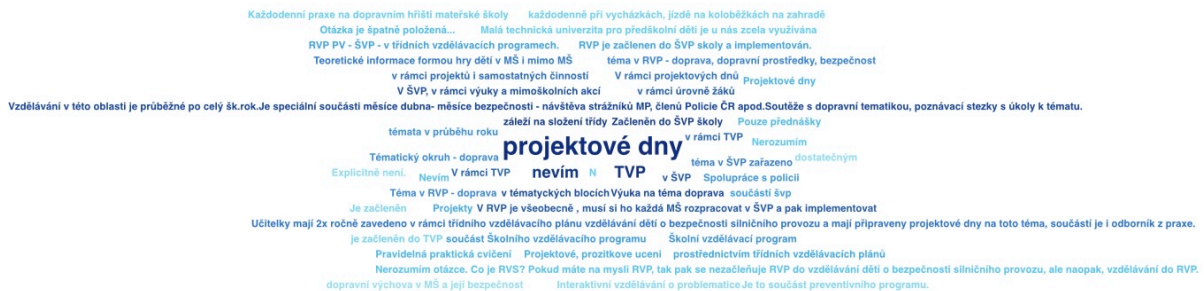 Každodenní praxe na dopravním hřišti mateřské školy každodenně při vycházkách, jízdě na koloběžkách na zahradě
Otázka je špatně položená... Malá technická univerzita pro předškolní děti je u nás zcela využívána
RVP PV - ŠVP - v třídních vzdělávacích programech. RVP je začlenen do ŠVP skoly a implementován.
Teoretické informace formou hry dětí v MŠ i mimo MŠ téma v RVP - doprava, dopravní prostředky, bezpečnost
v rámci projektů i samostatných činností V rámci projektových dnů Projektové dny
V ŠVP, v rámci výuky a mimoškolních akcí v rámci úrovně žáků
Vzdělávání v této oblasti je průběžné po celý šk.rok.Je speciální součásti měsíce dubna- měsíce bezpečnosti - návštěva strážníků MP, členů Policie ČR apod.Soutěže s dopravní tematikou, poznávací stezky s úkoly k tématu.
záleží na složení třídy Začleněn do ŠVP školy Pouze přednášky
témata v průběhu roku projektové dny v rámci TVP Nerozumím
Tématický okruh - doprava téma v ŠVP zařazeno dostatečným
Explicitně není. Nevím V rámci TVP nevím N TVP v ŠVP Spolupráce s policii
Téma v RVP - doprava v tématyckých blocích Výuka na téma doprava součástí švp
Je začleněn Projekty V RVP je všeobecně , musí si ho každá MŠ rozpracovat v ŠVP a pak implementovat
Učitelky mají 2x ročně zavedeno v rámci třídního vzdělávacího plánu vzdělávání dětí o bezpečnosti silničního provozu a mají připraveny projektové dny na toto téma, součástí je i odborník z praxe.
je začleněn do TVP součást Školního vzdělávacího programu Školní vzdělávací program
Pravidelná praktická cvičení Projektové, prozitkove uceni prostřednictvím třídních vzdělávacích plánů
Nerozumím otázce. Co je RVS? Pokud máte na mysli RVP, tak pak se nezačleňuje RVP do vzdělávání dětí o bezpečnosti silničního provozu, ale naopak, vzdělávání do RVP.
dopravní výchova v MŠ a její bezpečnost Interaktivní vzdělávání o problematice Je to součást preventivního programu.